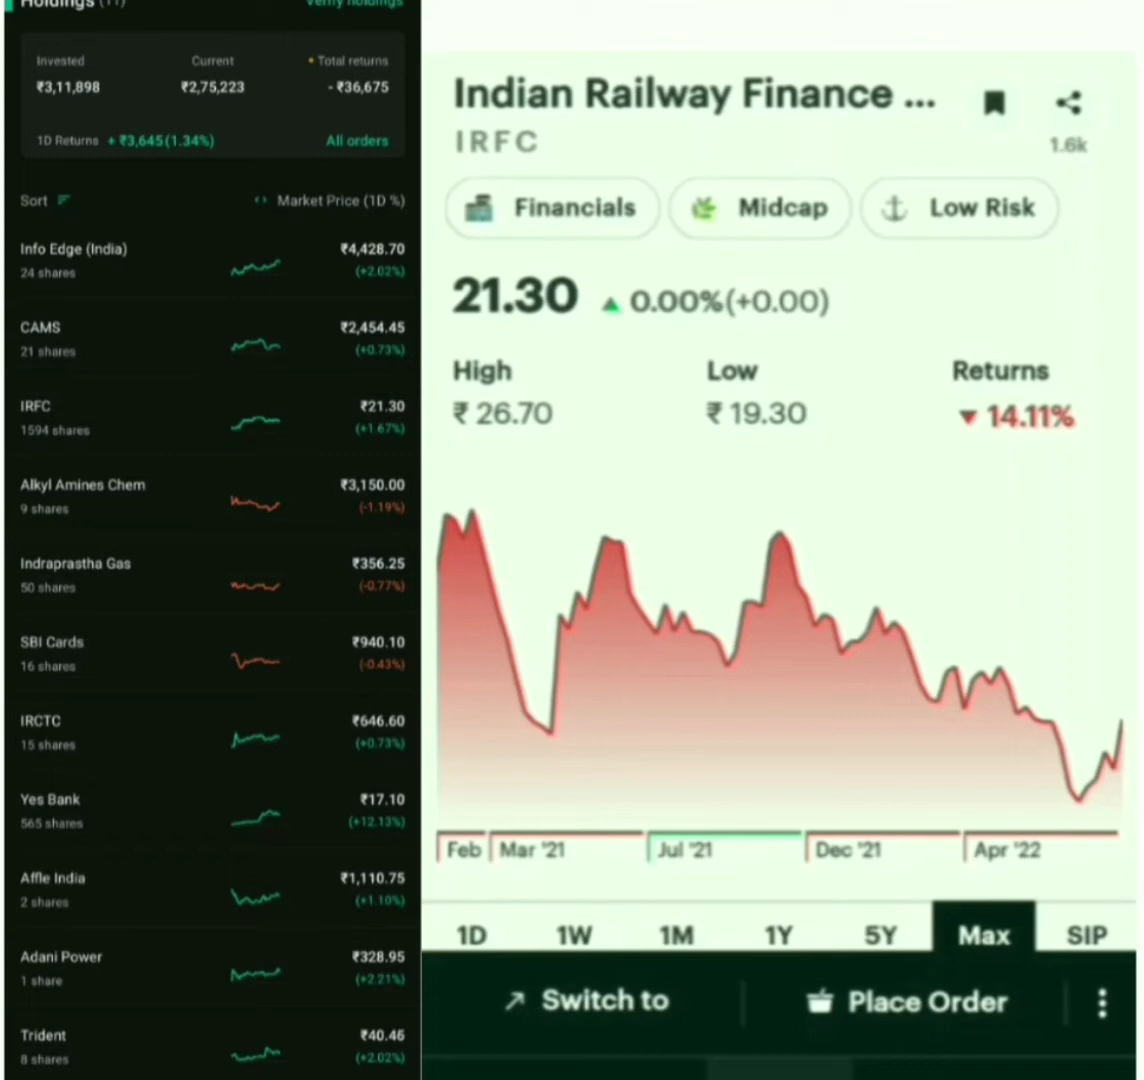 Holdings (11) Verify holdings
Invested Current Total returns
₹3,11,898 ₹2,75,223 - ₹36,675
1D Returns + ₹3,645(1.34%) All orders
Sort Market Price (1D %)
Info Edge (India) ₹4,428.70
24 shares (+2.02%)
CAMS ₹2,454.45
21 shares (+0.73%)
IRFC ₹21.30
1594 shares (+1.67%)
Alkyl Amines Chem ₹3,150.00
9 shares (-1.19%)
Indraprastha Gas ₹356.25
50 shares (-0.77%)
SBI Cards ₹940.10
16 shares (-0.43%)
IRCTC ₹646.60
15 shares (+0.73%)
Yes Bank ₹17.10
565 shares (+12.13%)
Affle India ₹1,110.75
2 shares (+1.10%)
Adani Power ₹328.95
1 share (+2.21%)
Trident ₹40.45
8 shares (+2.02%)
Indian Railway Finance ...
IRFC 1.6k
Financials Midcap Low Risk
21.30 0.00%(+0.00)
High Low Returns
₹ 26.70 ₹ 19.30 14.11%
Feb Mar '21 Jul '21 Dec '21 Apr '22
1D 1W 1M 1Y 5Y Max SIP
Switch to Place Order